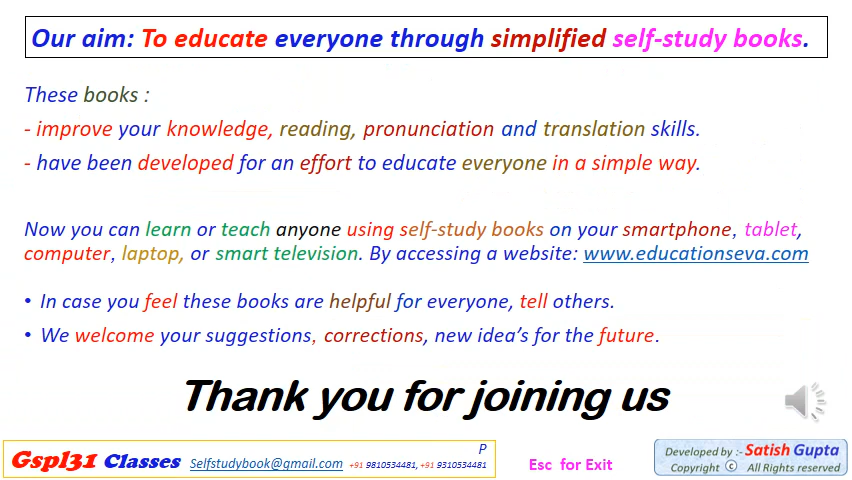 Our aim: To educate everyone through simplified self-study books.
These books :
- improve your knowledge, reading, pronunciation and translation skills.
- have been developed for an effort to educate everyone in a simple way.
Now you can learn or teach anyone using self-study books on your smartphone, tablet,
computer, laptop, or smart television. By accessing a website: www.educationseva.com
• In case you feel these books are helpful for everyone, tell others.
• We welcome your suggestions, corrections, new idea's for the future.
Thank you for joining us
P
Gspl31 Classes Selfstudybook@gmail.com +91 9810534481, +91 9310534481
Esc for Exit
Developed by :- Satish Gupta
Copyright © All Rights reserved